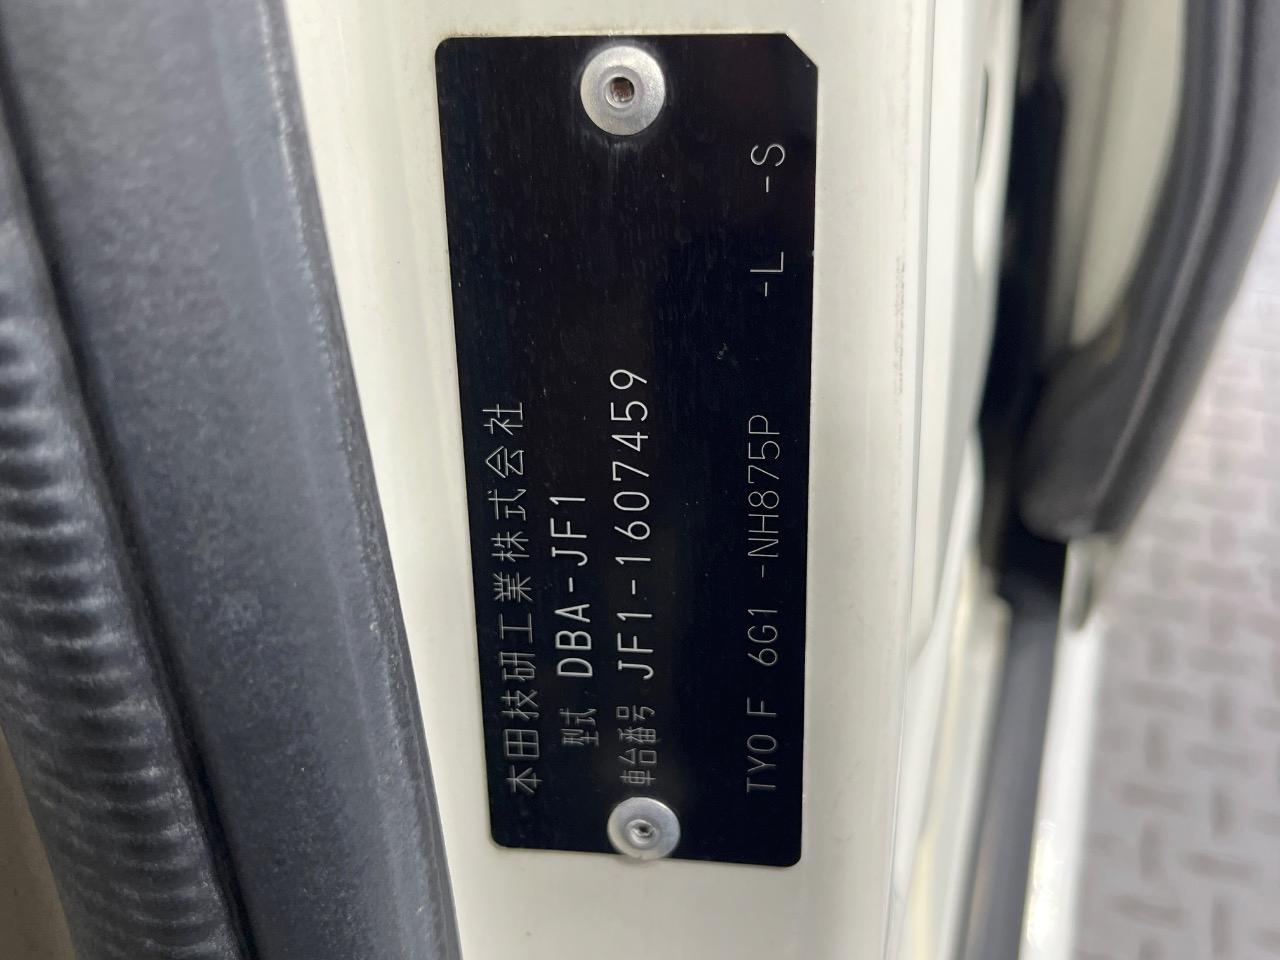 本田技研工業株式会社
型式 DBA-JF1
車台番号 JF1-1607459
TY0F 6G1 -NH875P -L -S